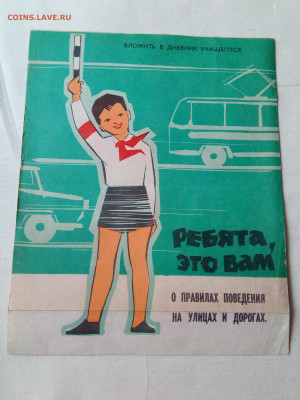 COINS.LAVE.RU
ВЛОЖИТЬ В ДНЕВНИК УЧАЩЕГОСЯ
РЕБЯТА,
ЭТО ВАМ
О ПРАВИЛАХ ПОВЕДЕНИЯ
НА УЛИЦАХ И ДОРОГАХ.